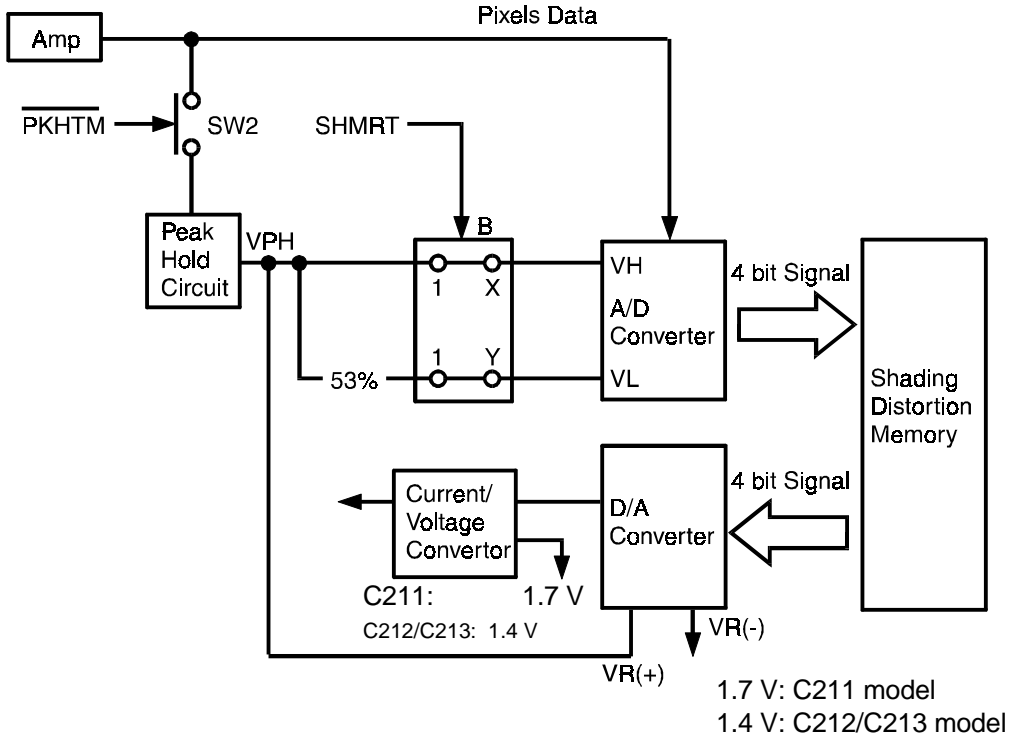 Pixels Data
Amp
PKHTM
SW2
SHMRT
Peak
Hold
Circuit
VPH
B
1
X
1
Y
53%
VH
A/D
Converter
VL
4 bit Signal
Shading
Distortion
Memory
4 bit Signal
Current/
Voltage
Convertor
D/A
Converter
C211: 1.7 V
C212/C213: 1.4 V
VR(-)
VR(+)
1.7 V: C211 model
1.4 V: C212/C213 model